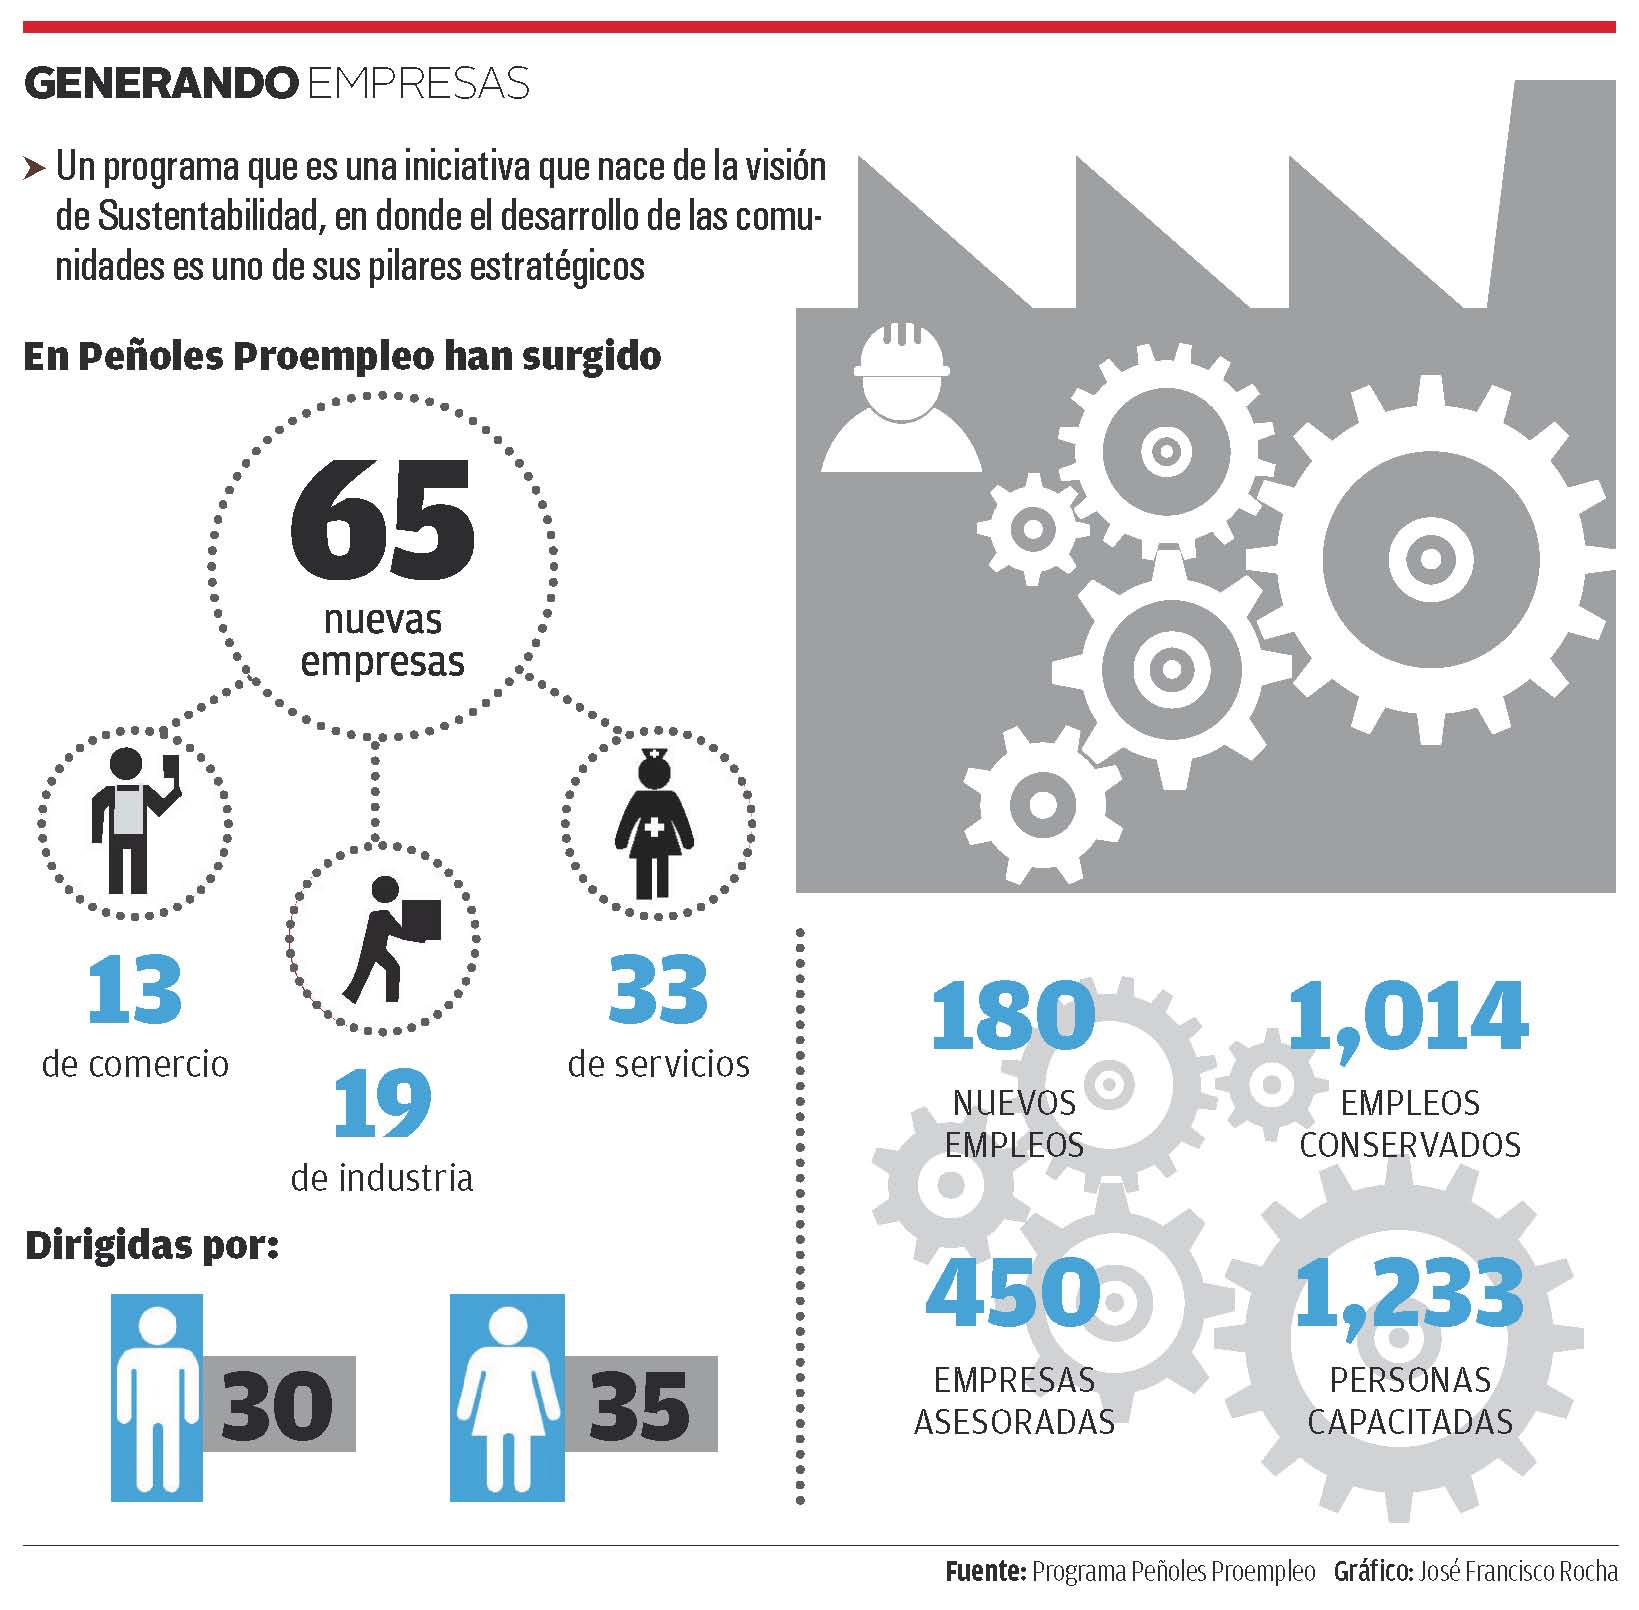 GENERANDO EMPRESAS
➤ Un programa que es una iniciativa que nace de la visión
de Sustentabilidad, en donde el desarrollo de las comu-
nidades es uno de sus pilares estratégicos
En Peñoles Proempleo han surgido
65
nuevas
empresas
13
de comercio
19
de industria
33
de servicios
Dirigidas por:
30
35
180
NUEVOS
EMPLEOS
1,014
EMPLEOS
CONSERVADOS
450
EMPRESAS
ASESORADAS
1,233
PERSONAS
CAPACITADAS
Fuente: Programa Peñoles Proempleo Gráfico: José Francisco Rocha